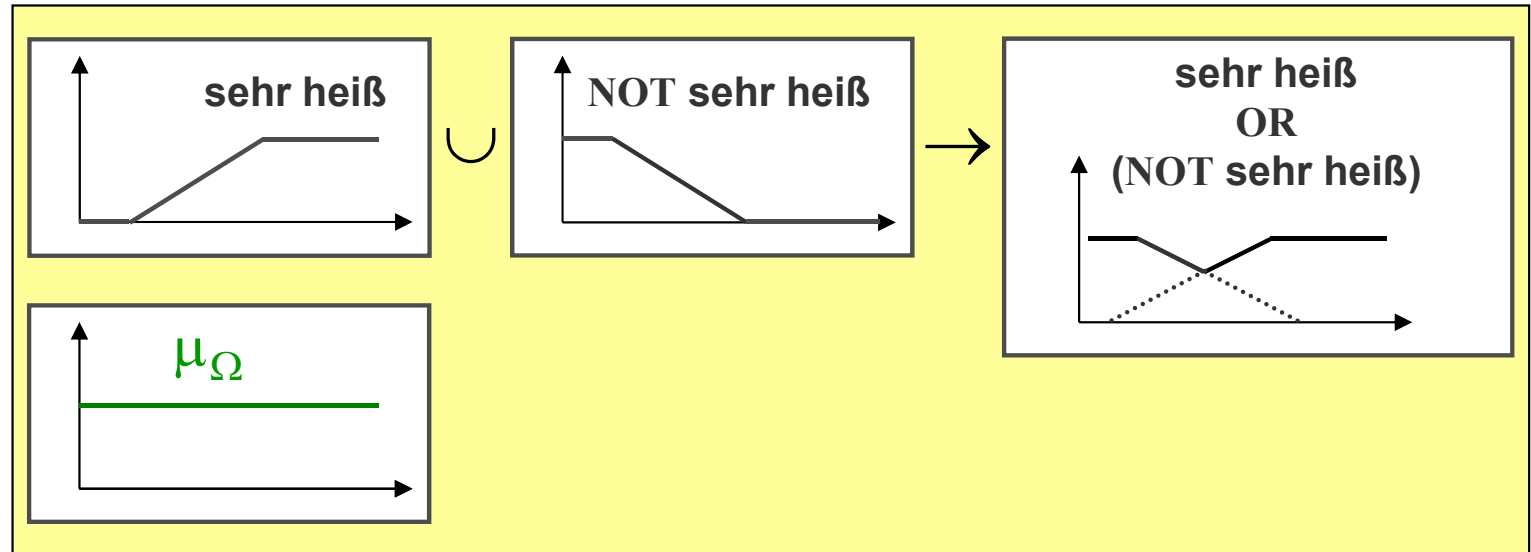 sehr heiß
∪
NOT sehr heiß
→
sehr heiß
OR
(NOT sehr heiß)
μΩ